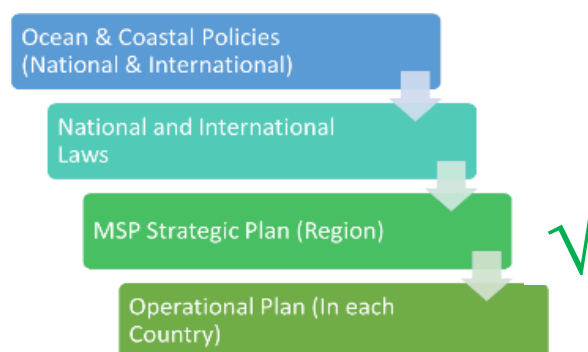 Ocean & Coastal Policies
(National & International)
National and International
Laws
MSP Strategic Plan (Region)
√
Operational Plan (In each
Country)